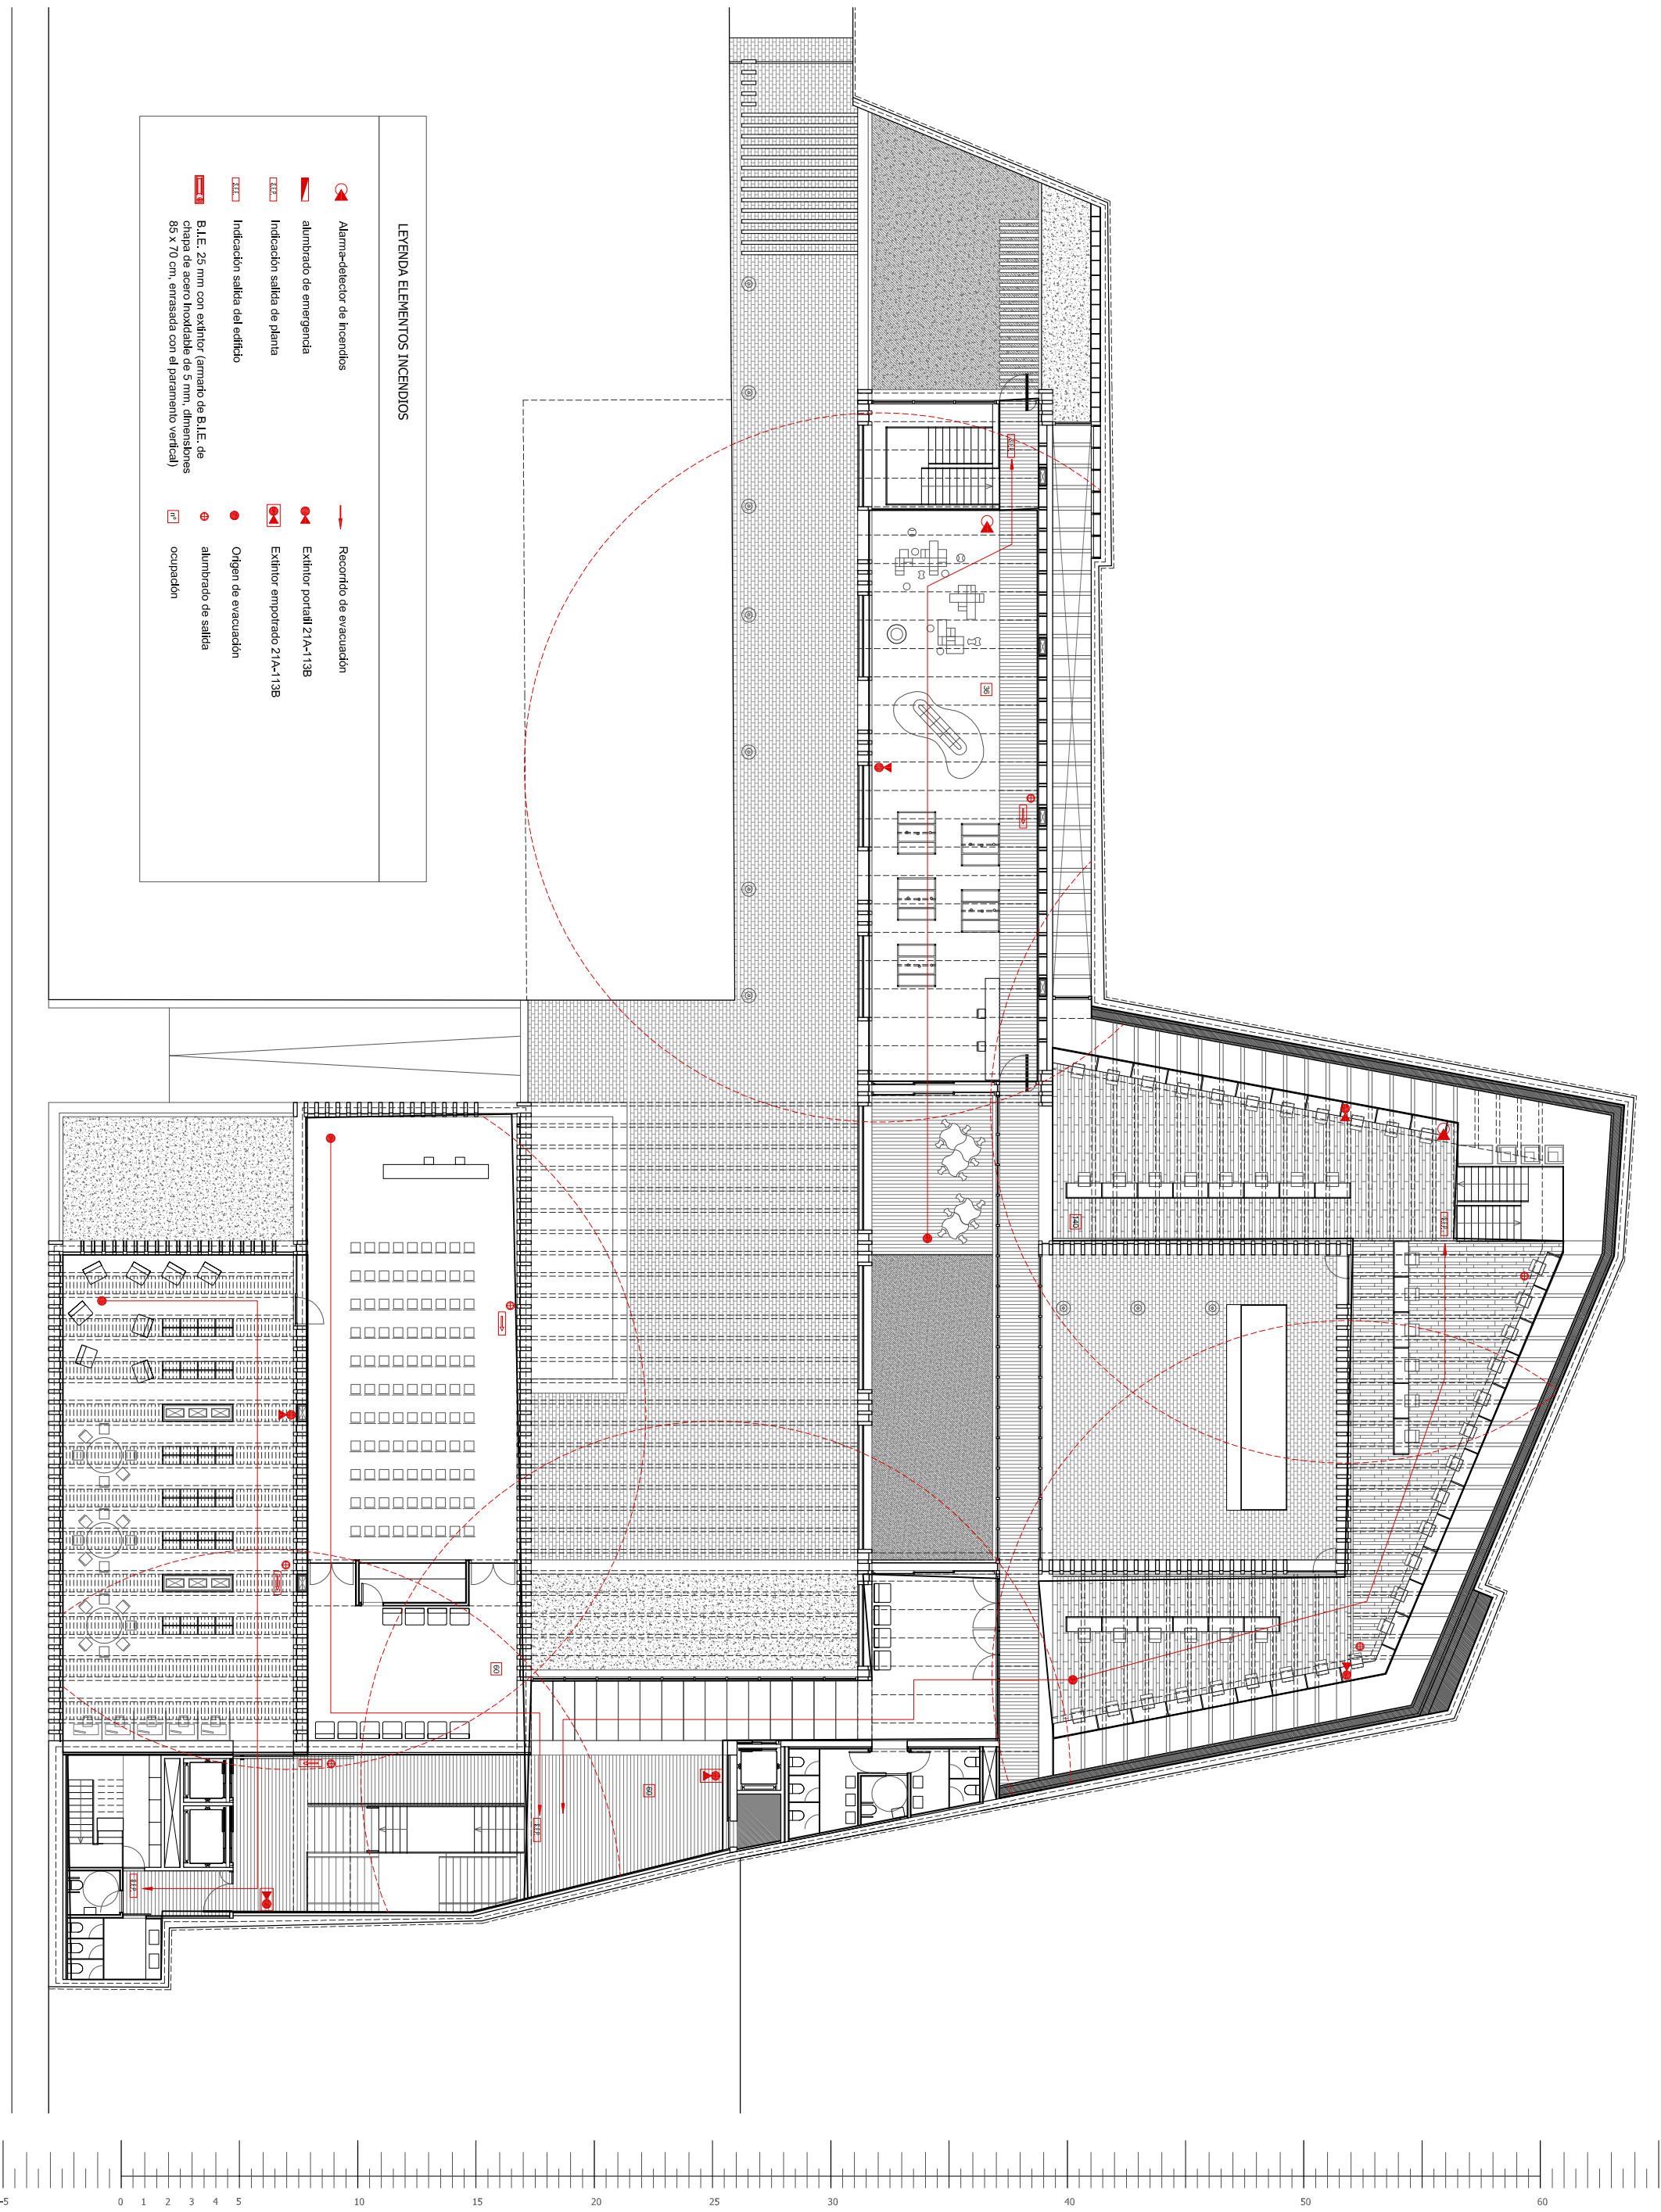 LEYENDA ELEMENTOS INCENDIOS
Alarma-detector de incendios
alumbrado de emergencia
S.E.P.
Indicación salida de planta
S.E.E.
Indicación salida del edificio
B.I.E. 25 mm con extintor (armario de B.I.E. de
chapa de acero inoxidable de 5 mm, dimensiones
85 x 70 cm, enrasada con el paramento vertical)
Recorrido de evacuación
Extintor portatil 21A-113B
Extintor empotrado 21A-113B
Origen de evacuación
alumbrado de salida
nº
ocupación
36
140
S.E.P.
60
60
S.E.P.
S.E.P.
-5 0 1 2 3 4 5 10 15 20 25 30 40 50 60